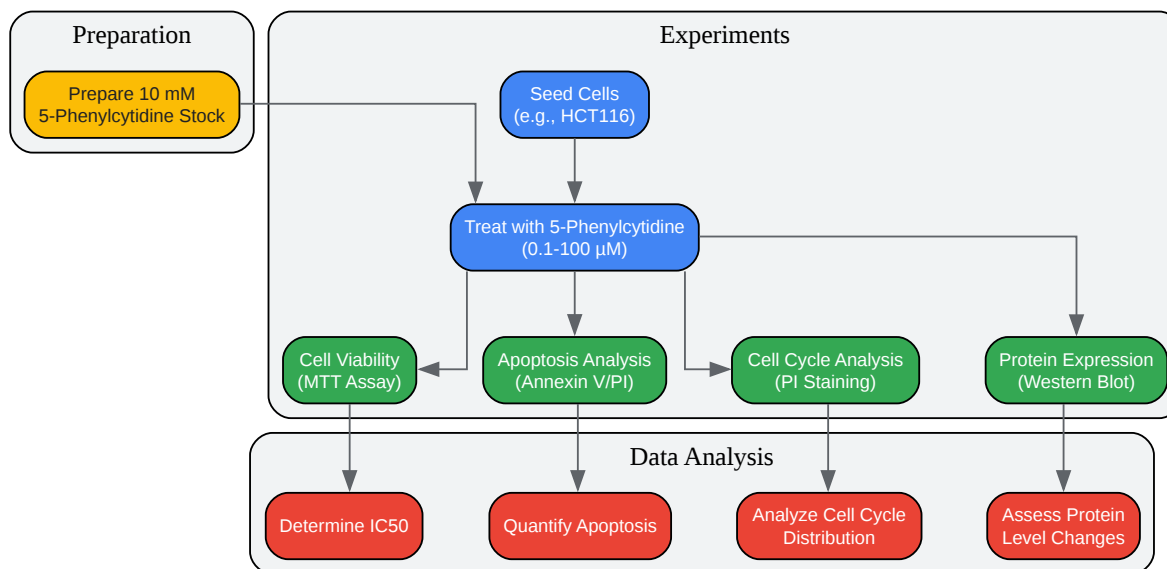 Preparation
Experiments
Prepare 10 mM
5-Phenylcytidine Stock
Seed Cells
(e.g., HCT116)
Treat with 5-Phenylcytidine
(0.1-100 µM)
Cell Viability
(MTT Assay)
Apoptosis Analysis
(Annexin V/PI)
Cell Cycle Analysis
(PI Staining)
Protein Expression
(Western Blot)
Data Analysis
Determine IC50
Quantify Apoptosis
Analyze Cell Cycle
Distribution
Assess Protein
Level Changes